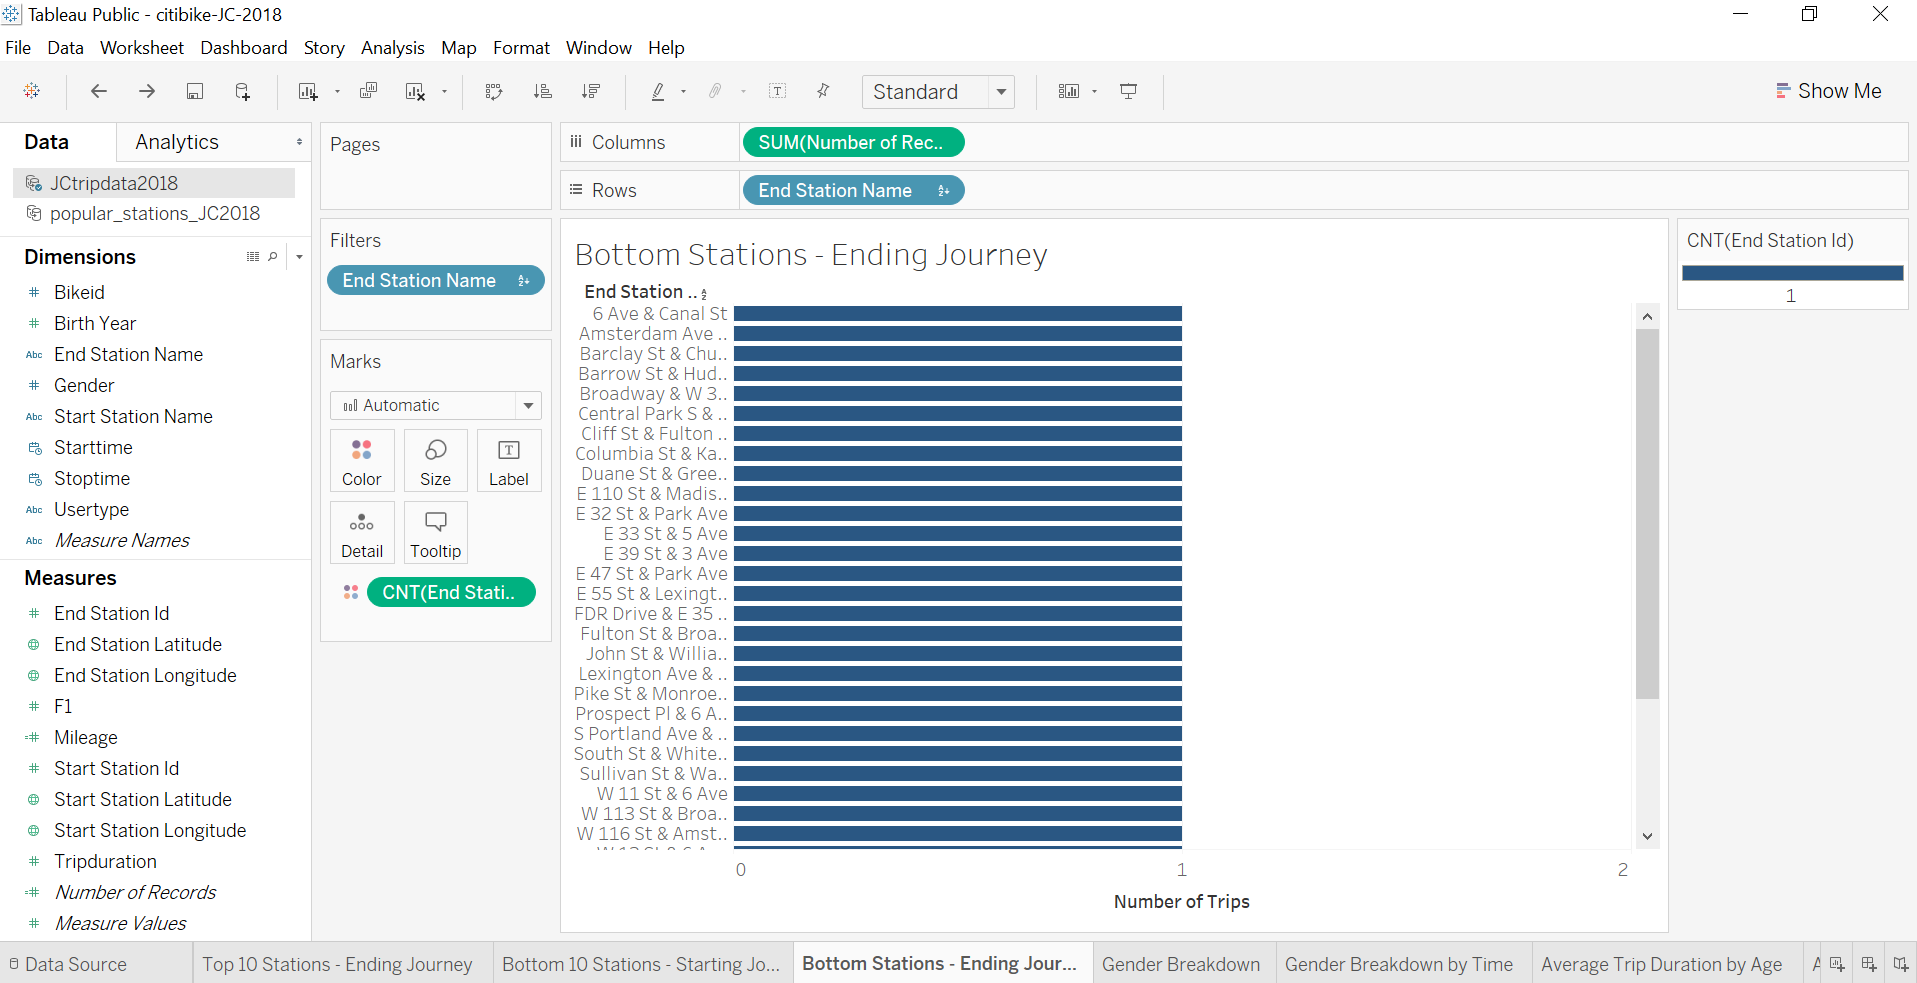 Tableau Public - citibike-JC-2018
File Data Worksheet Dashboard Story Analysis Map Format Window Help
Standard
Show Me
Data Analytics
JCtripdata2018
popular_stations_JC2018
Dimensions
# Bikeid
# Birth Year
Abc End Station Name
# Gender
Abc Start Station Name
Starttime
Stoptime
Abc Usertype
Abc Measure Names
Measures
# End Station Id
End Station Latitude
End Station Longitude
# F1
=# Mileage
# Start Station Id
Start Station Latitude
Start Station Longitude
# Tripduration
=# Number of Records
# Measure Values
Pages
Filters
End Station Name
Marks
Automatic
Color Size Label
Detail Tooltip
CNT(End Stati..
Columns SUM(Number of Rec..
Rows End Station Name
Bottom Stations - Ending Journey
End Station ..
6 Ave & Canal St
Amsterdam Ave ..
Barclay St & Chu..
Barrow St & Hud..
Broadway & W 3..
Central Park S & ..
Cliff St & Fulton ..
Columbia St & Ka..
Duane St & Gree..
E 110 St & Madis..
E 32 St & Park Ave
E 33 St & 5 Ave
E 39 St & 3 Ave
E 47 St & Park Ave
E 55 St & Lexingt..
FDR Drive & E 35 ..
Fulton St & Broa..
John St & Willia..
Lexington Ave & ..
Pike St & Monroe..
Prospect Pl & 6 A..
S Portland Ave & ..
South St & White..
Sullivan St & Wa..
W 11 St & 6 Ave
W 113 St & Broa..
W 116 St & Amst..
0 1 2
Number of Trips
CNT(End Station Id)
1
Data Source Top 10 Stations - Ending Journey Bottom 10 Stations - Starting Jo... Bottom Stations - Ending Jour... Gender Breakdown Gender Breakdown by Time Average Trip Duration by Age